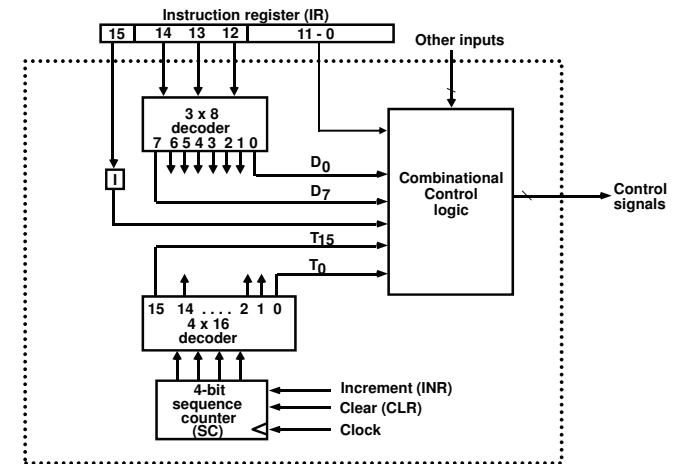 Instruction register (IR)
15 14 13 12 11 - 0
Other inputs
3 x 8
decoder
7 6 5 4 3 2 1 0
D0
I
D7
Combinational
Control
logic
Control
signals
T15
T0
15 14 . . . . 2 1 0
4 x 16
decoder
4-bit
sequence
counter
(SC)
Increment (INR)
Clear (CLR)
Clock